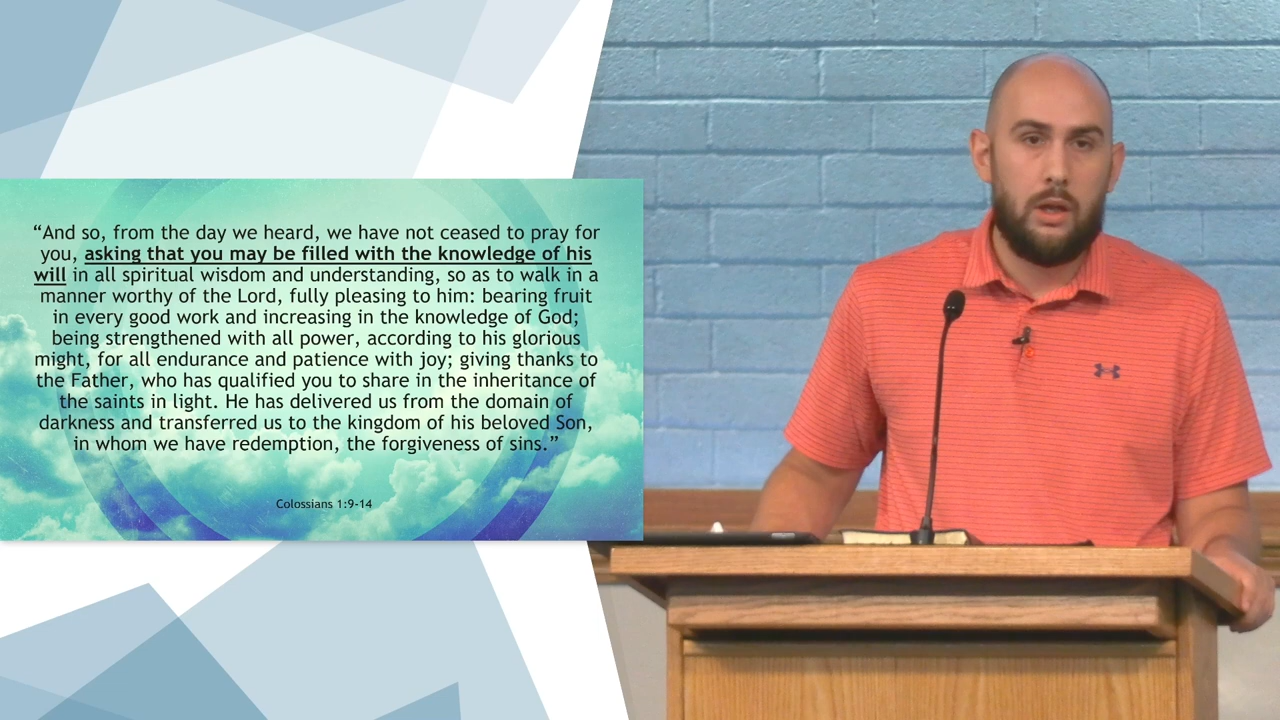 “And so, from the day we heard, we have not ceased to pray for
you, asking that you may be filled with the knowledge of his
will in all spiritual wisdom and understanding, so as to walk in a
manner worthy of the Lord, fully pleasing to him: bearing fruit
in every good work and increasing in the knowledge of God;
being strengthened with all power, according to his glorious
might, for all endurance and patience with joy; giving thanks to
the Father, who has qualified you to share in the inheritance of
the saints in light. He has delivered us from the domain of
darkness and transferred us to the kingdom of his beloved Son,
in whom we have redemption, the forgiveness of sins.”
Colossians 1:9-14